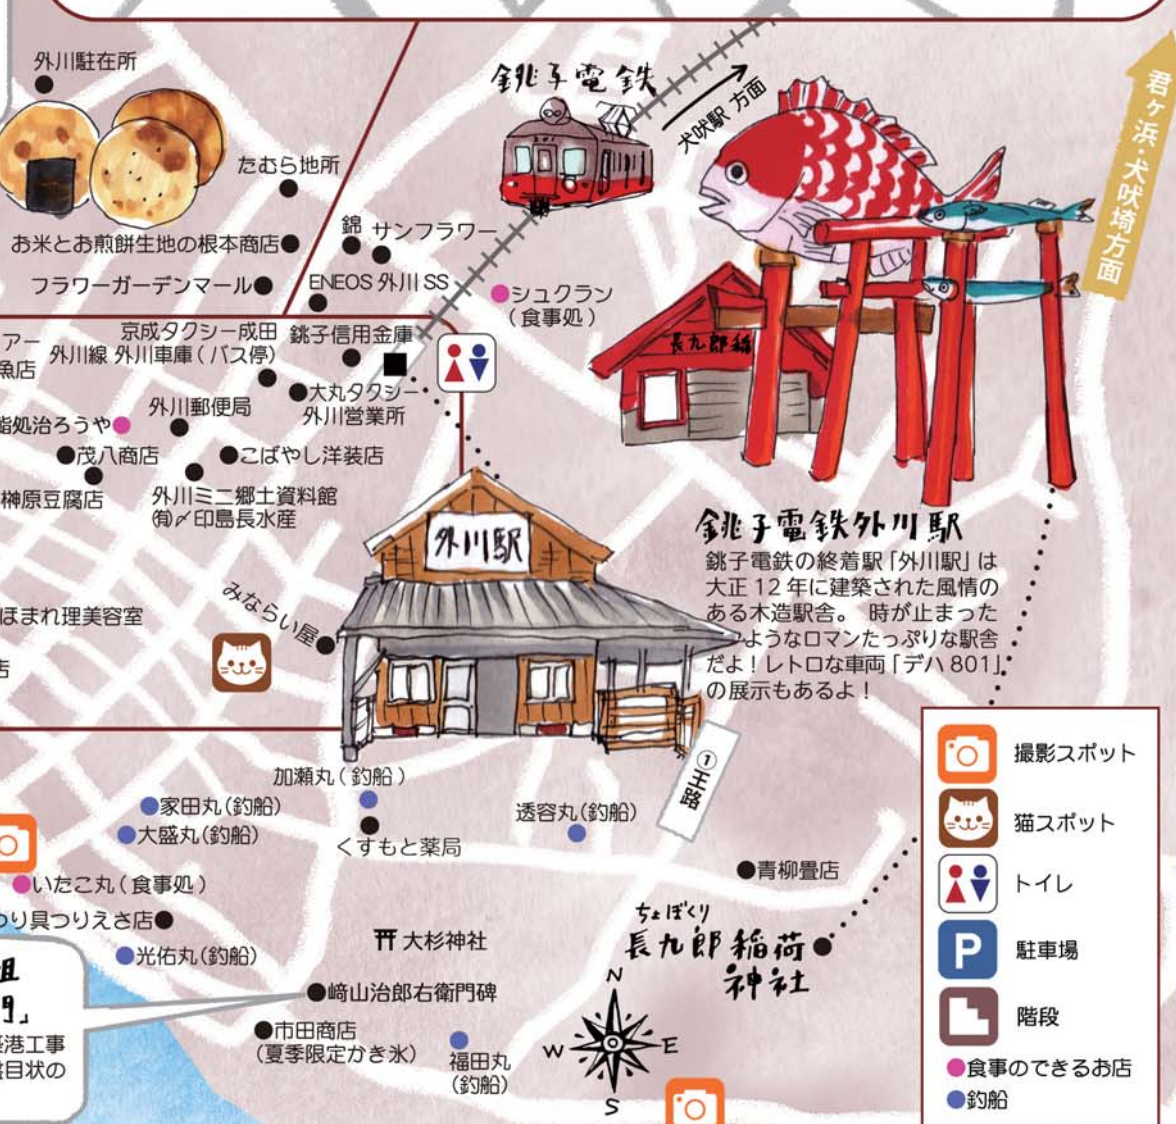 外川駐在所
たむら地所
お米とお煎餅生地の根本商店
フラワーガーデンマール
銚子電鉄
犬吠駅 方面
君ヶ浜・犬吠埼方面
錦
サンフラワー
ENEOS 外川 SS
シュクラン
(食事処)
アー
魚店
京成タクシー成田
外川線 外川車庫(バス停)
銚子信用金庫
大丸タクシー
外川営業所
外川郵便局
処治ろうや
茂八商店
こばやし洋装店
榊原豆腐店
外川ミニ郷土資料館
㈲〆印島長水産
長九郎稲
外川駅
みならい屋
ほまれ理美容室
店
銚子電鉄外川駅
銚子電鉄の終着駅「外川駅」は
大正 12 年に建築された風情の
ある木造駅舎。 時が止まった
ようなロマンたっぷりな駅舎
だよ!レトロな車両「デハ 801」
の展示もあるよ!
①王路
加瀬丸(釣船)
家田丸(釣船)
大盛丸(釣船)
くすもと薬局
透容丸(釣船)
青柳畳店
いたこ丸(食事処)
つり具つりえさ店
光佑丸(釣船)
大杉神社
ちょぼくり
長九郎稲荷
神社
﨑山治郎右衛門碑
市田商店
(夏季限定かき氷)
福田丸
(釣船)
N
W
E
S
港工事
目状の
撮影スポット
猫スポット
トイレ
P
駐車場
階段
食事のできるお店
釣船